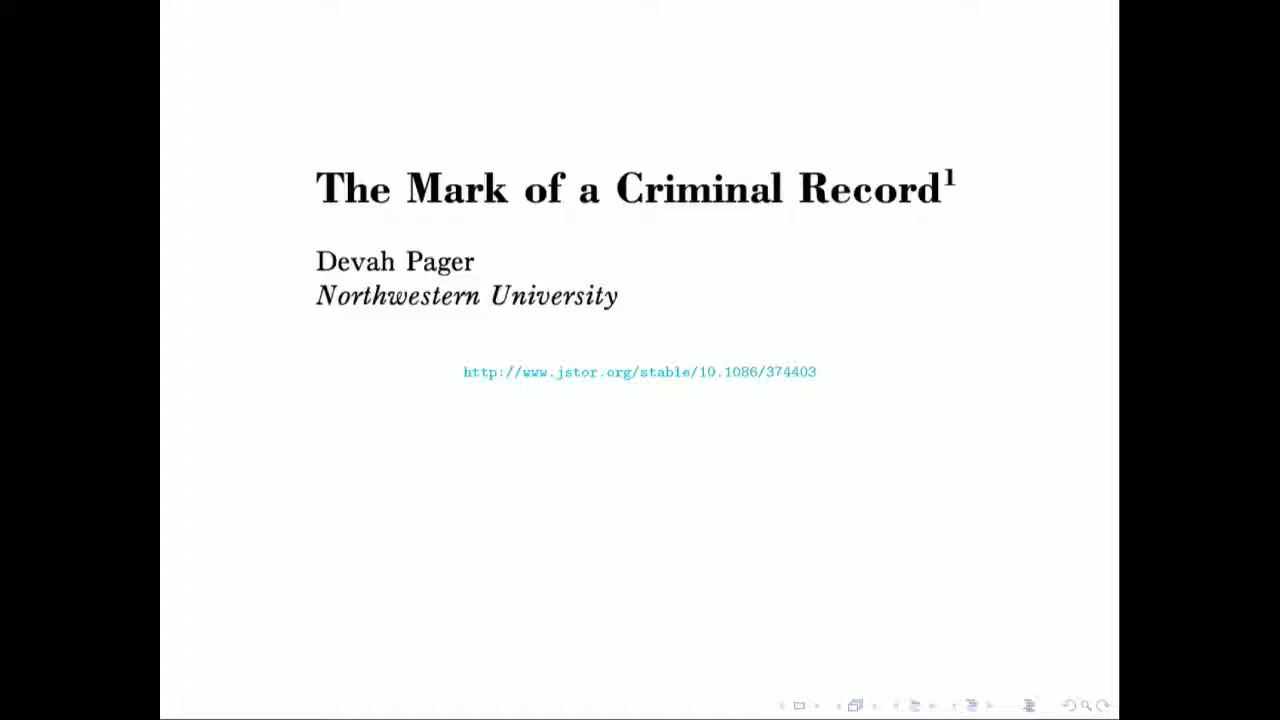 The Mark of a Criminal Record¹
Devah Pager
Northwestern University
http://www.jstor.org/stable/10.1086/374403